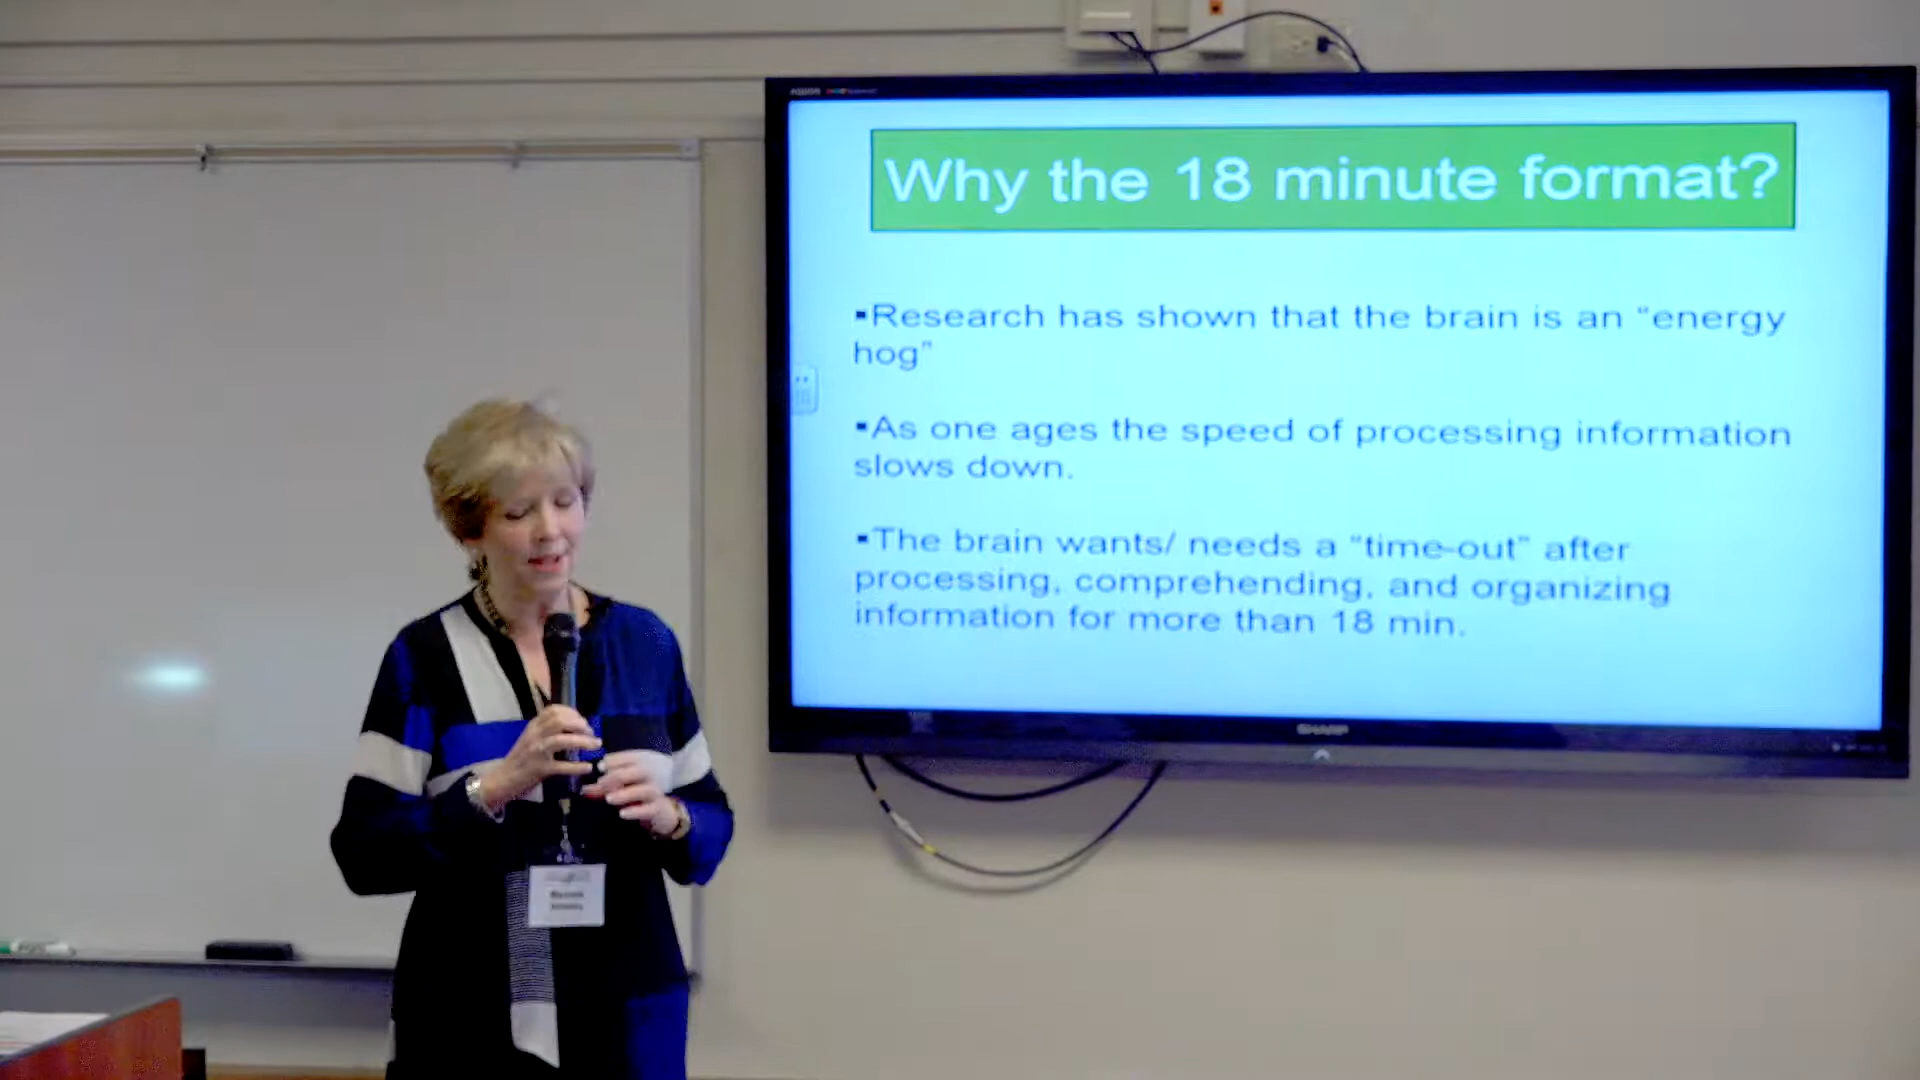 AQUOS
Why the 18 minute format?
▪Research has shown that the brain is an “energy
hog”
▪As one ages the speed of processing information
slows down.
▪The brain wants/ needs a “time-out” after
processing, comprehending, and organizing
information for more than 18 min.
SHARP